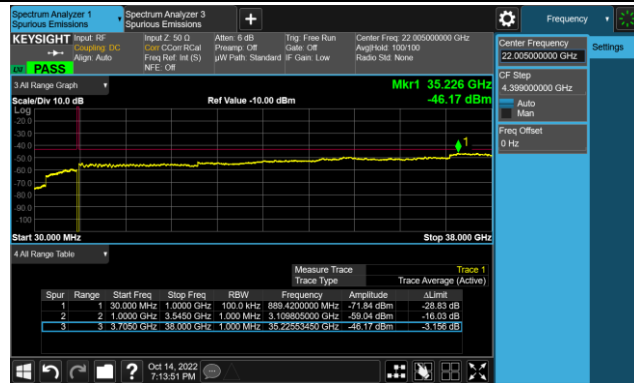 Spectrum Analyzer 1
Spurious Emissions
Spectrum Analyzer 3
Spurious Emissions
Frequency
KEYSIGHT
Input: RF
Coupling: DC
Align: Auto
Input Z: 50 Ω
Corr CCorr RCal
Freq Ref: Int (S)
NFE: Off
Atten: 6 dB
Preamp: Off
µW Path: Standard
Trig: Free Run
Gate: Off
IF Gain: Low
Center Freq: 22.005000000 GHz
Avg|Hold: 100/100
Radio Std: None
PASS
Center Frequency
22.005000000 GHz
Settings
CF Step
4.399000000 GHz
Auto
Man
Freq Offset
0 Hz
3 All Range Graph
Mkr1 35.226 GHz
Scale/Div 10.0 dB
Ref Value -10.00 dBm
-46.17 dBm
Log
-20.0
-30.0
-40.0
-50.0
-60.0
-70.0
-80.0
-90.0
-100
1
Start 30.000 MHz
Stop 38.000 GHz
4 All Range Table
Measure Trace Trace 1
Trace Type Trace Average (Active)
Spur Range Start Freq Stop Freq RBW Frequency Amplitude ΔLimit
1 1 30.000 MHz 1.0000 GHz 100.0 kHz 889.4200000 MHz -71.84 dBm -28.83 dB
2 2 1.0000 GHz 3.5450 GHz 1.000 MHz 3.109805000 GHz -59.04 dBm -16.03 dB
3 3 3.7050 GHz 38.000 GHz 1.000 MHz 35.22553450 GHz -46.17 dBm -3.156 dB
Oct 14, 2022
7:13:51 PM